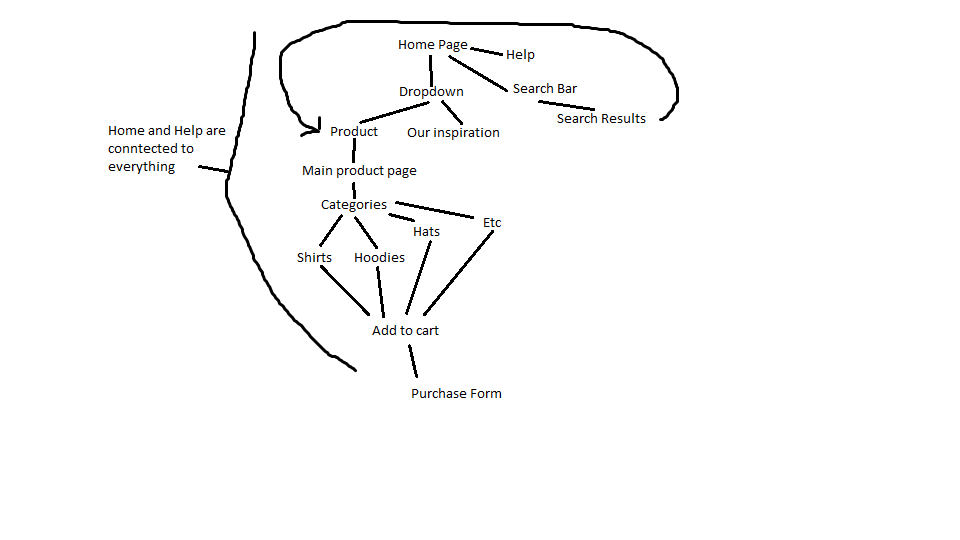 Home Page
Help
Dropdown
Search Bar
Search Results
Product
Our inspiration
Home and Help are
conntected to
everything
Main product page
Categories
Etc
Hats
Shirts
Hoodies
Add to cart
Purchase Form